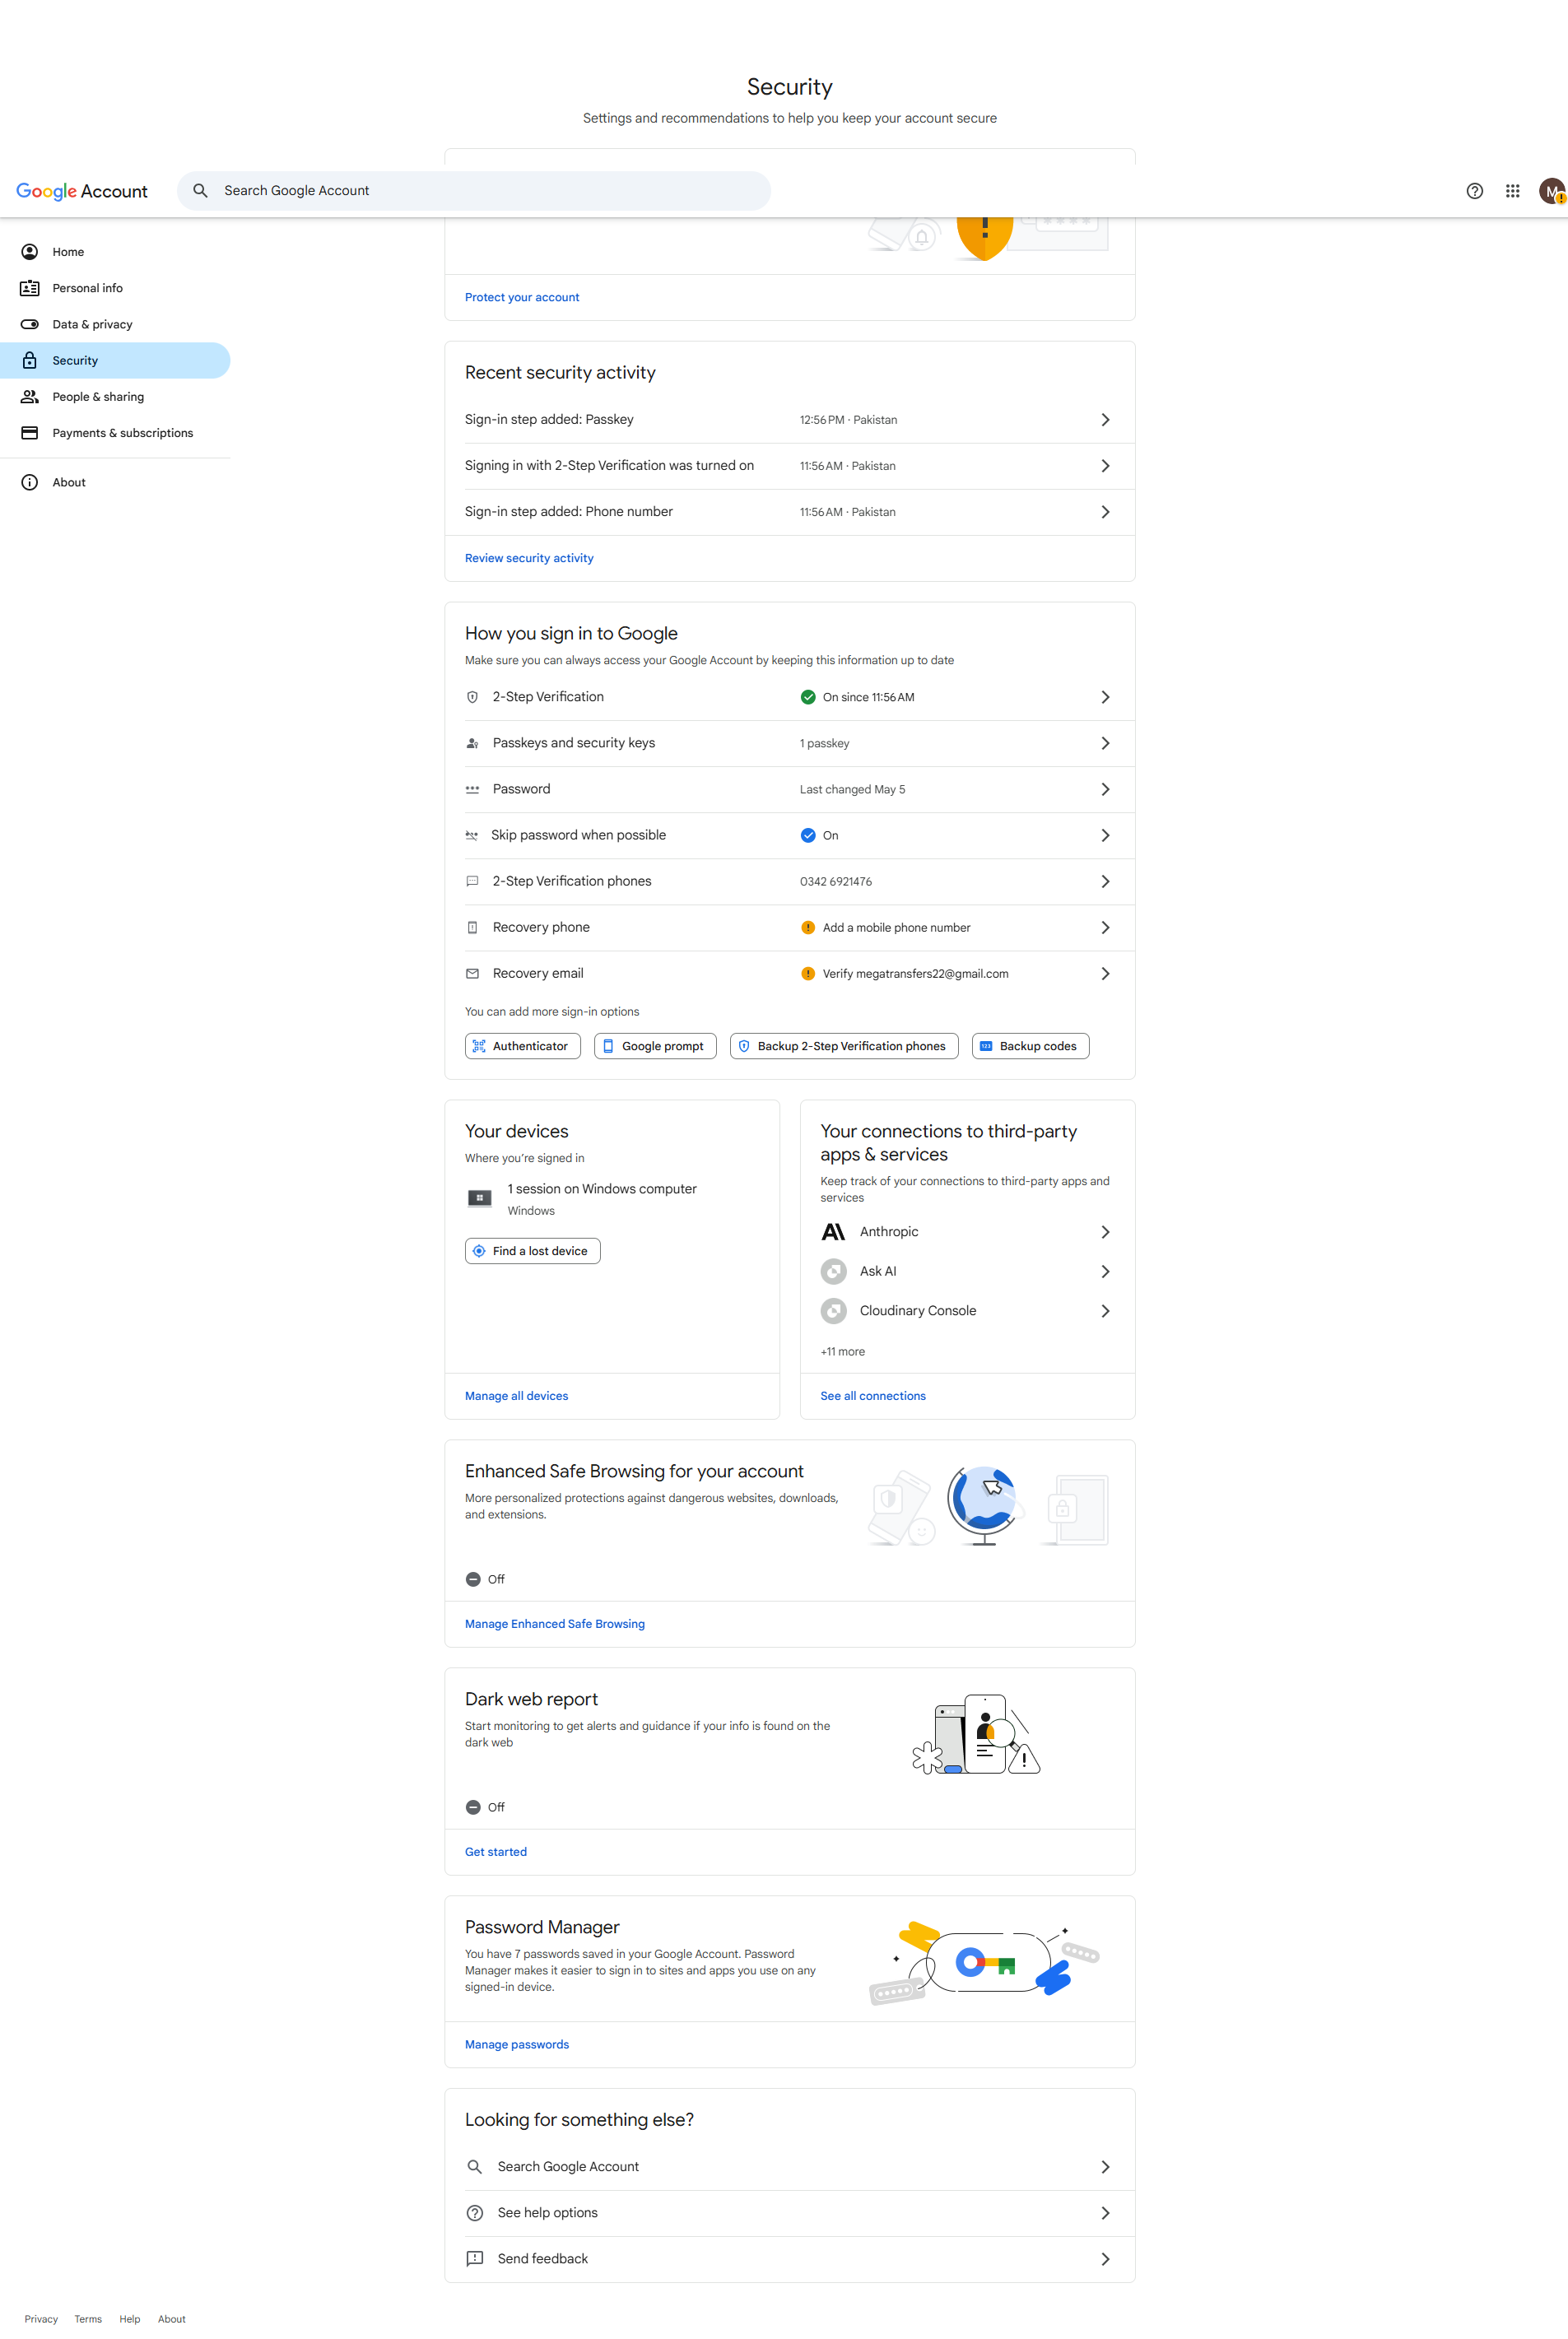 Security
Settings and recommendations to help you keep your account secure
Google Account
Search Google Account
M
Home
Personal info
Data & privacy
Security
People & sharing
Payments & subscriptions
About
Protect your account
Recent security activity
Sign-in step added: Passkey
12:56 PM · Pakistan
Signing in with 2-Step Verification was turned on
11:56 AM · Pakistan
Sign-in step added: Phone number
11:56 AM · Pakistan
Review security activity
How you sign in to Google
Make sure you can always access your Google Account by keeping this information up to date
2-Step Verification
On since 11:56 AM
Passkeys and security keys
1 passkey
Password
Last changed May 5
Skip password when possible
On
2-Step Verification phones
0342 6921476
Recovery phone
Add a mobile phone number
Recovery email
Verify megatransfers22@gmail.com
You can add more sign-in options
Authenticator
Google prompt
Backup 2-Step Verification phones
Backup codes
Your devices
Where you're signed in
1 session on Windows computer
Windows
Find a lost device
Manage all devices
Your connections to third-party
apps & services
Keep track of your connections to third-party apps and
services
Anthropic
Ask AI
Cloudinary Console
+11 more
See all connections
Enhanced Safe Browsing for your account
More personalized protections against dangerous websites, downloads,
and extensions.
Off
Manage Enhanced Safe Browsing
Dark web report
Start monitoring to get alerts and guidance if your info is found on the
dark web
Off
Get started
Password Manager
You have 7 passwords saved in your Google Account. Password
Manager makes it easier to sign in to sites and apps you use on any
signed-in device.
Manage passwords
Looking for something else?
Search Google Account
See help options
Send feedback
Privacy
Terms
Help
About